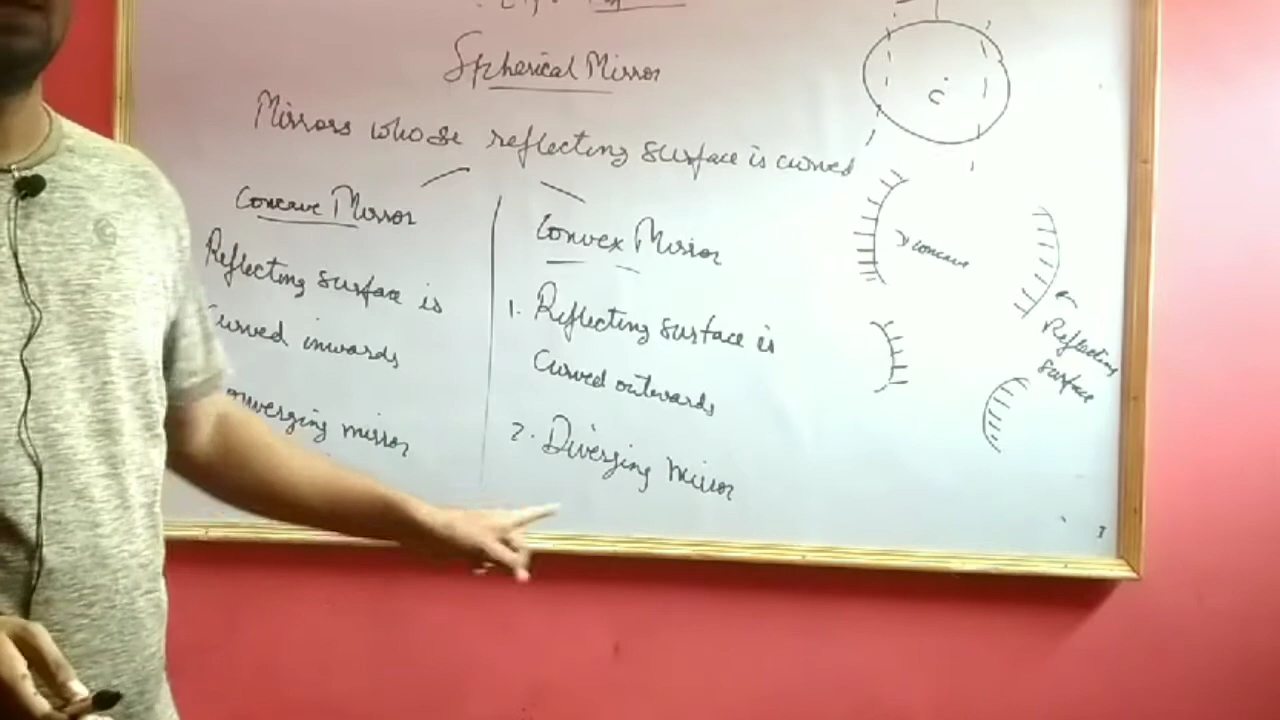 Spherical Mirror
Mirrors whose reflecting surface is curved
Concave Mirror
Reflecting surface is
Curved inwards
Converging mirror
Convex Mirror
1. Reflecting surface is
Curved outwards
2. Diverging mirror
C
concave
Reflecting
surface